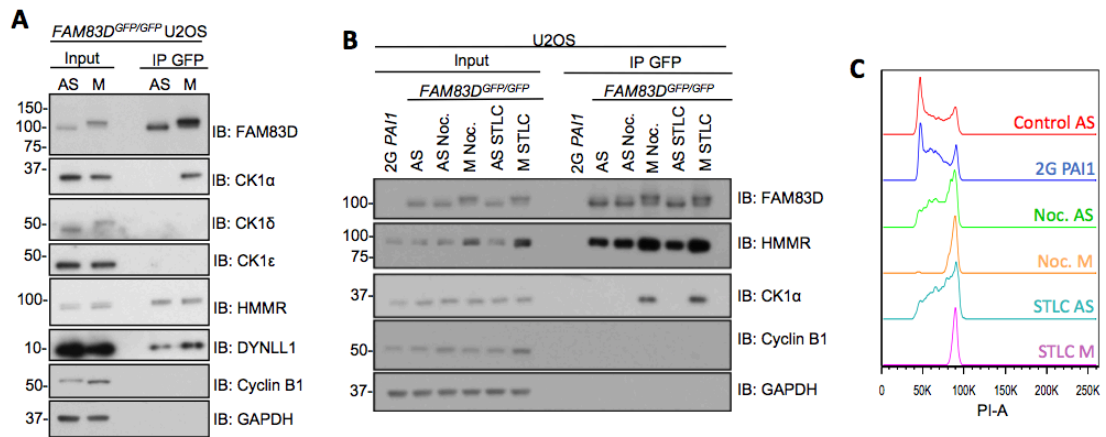 A
FAM83D^GFP/GFP U2OS
Input
IP GFP
AS M AS M
150-
100-
75-
IB: FAM83D
37-
IB: CK1α
50-
IB: CK1δ
IB: CK1ε
100-
IB: HMMR
10-
IB: DYNLL1
50-
IB: Cyclin B1
37-
IB: GAPDH
B
U2OS
Input
IP GFP
FAM83D^GFP/GFP
FAM83D^GFP/GFP
2G PAI1
AS
AS Noc.
M Noc.
AS STLC
M STLC
2G PAI1
AS
AS Noc.
M Noc.
AS STLC
M STLC
100-
IB: FAM83D
100-
75-
IB: HMMR
37-
IB: CK1α
50-
IB: Cyclin B1
37-
IB: GAPDH
C
Control AS
2G PAI1
Noc. AS
Noc. M
STLC AS
STLC M
0 50K 100K 150K 200K 250K
PI-A